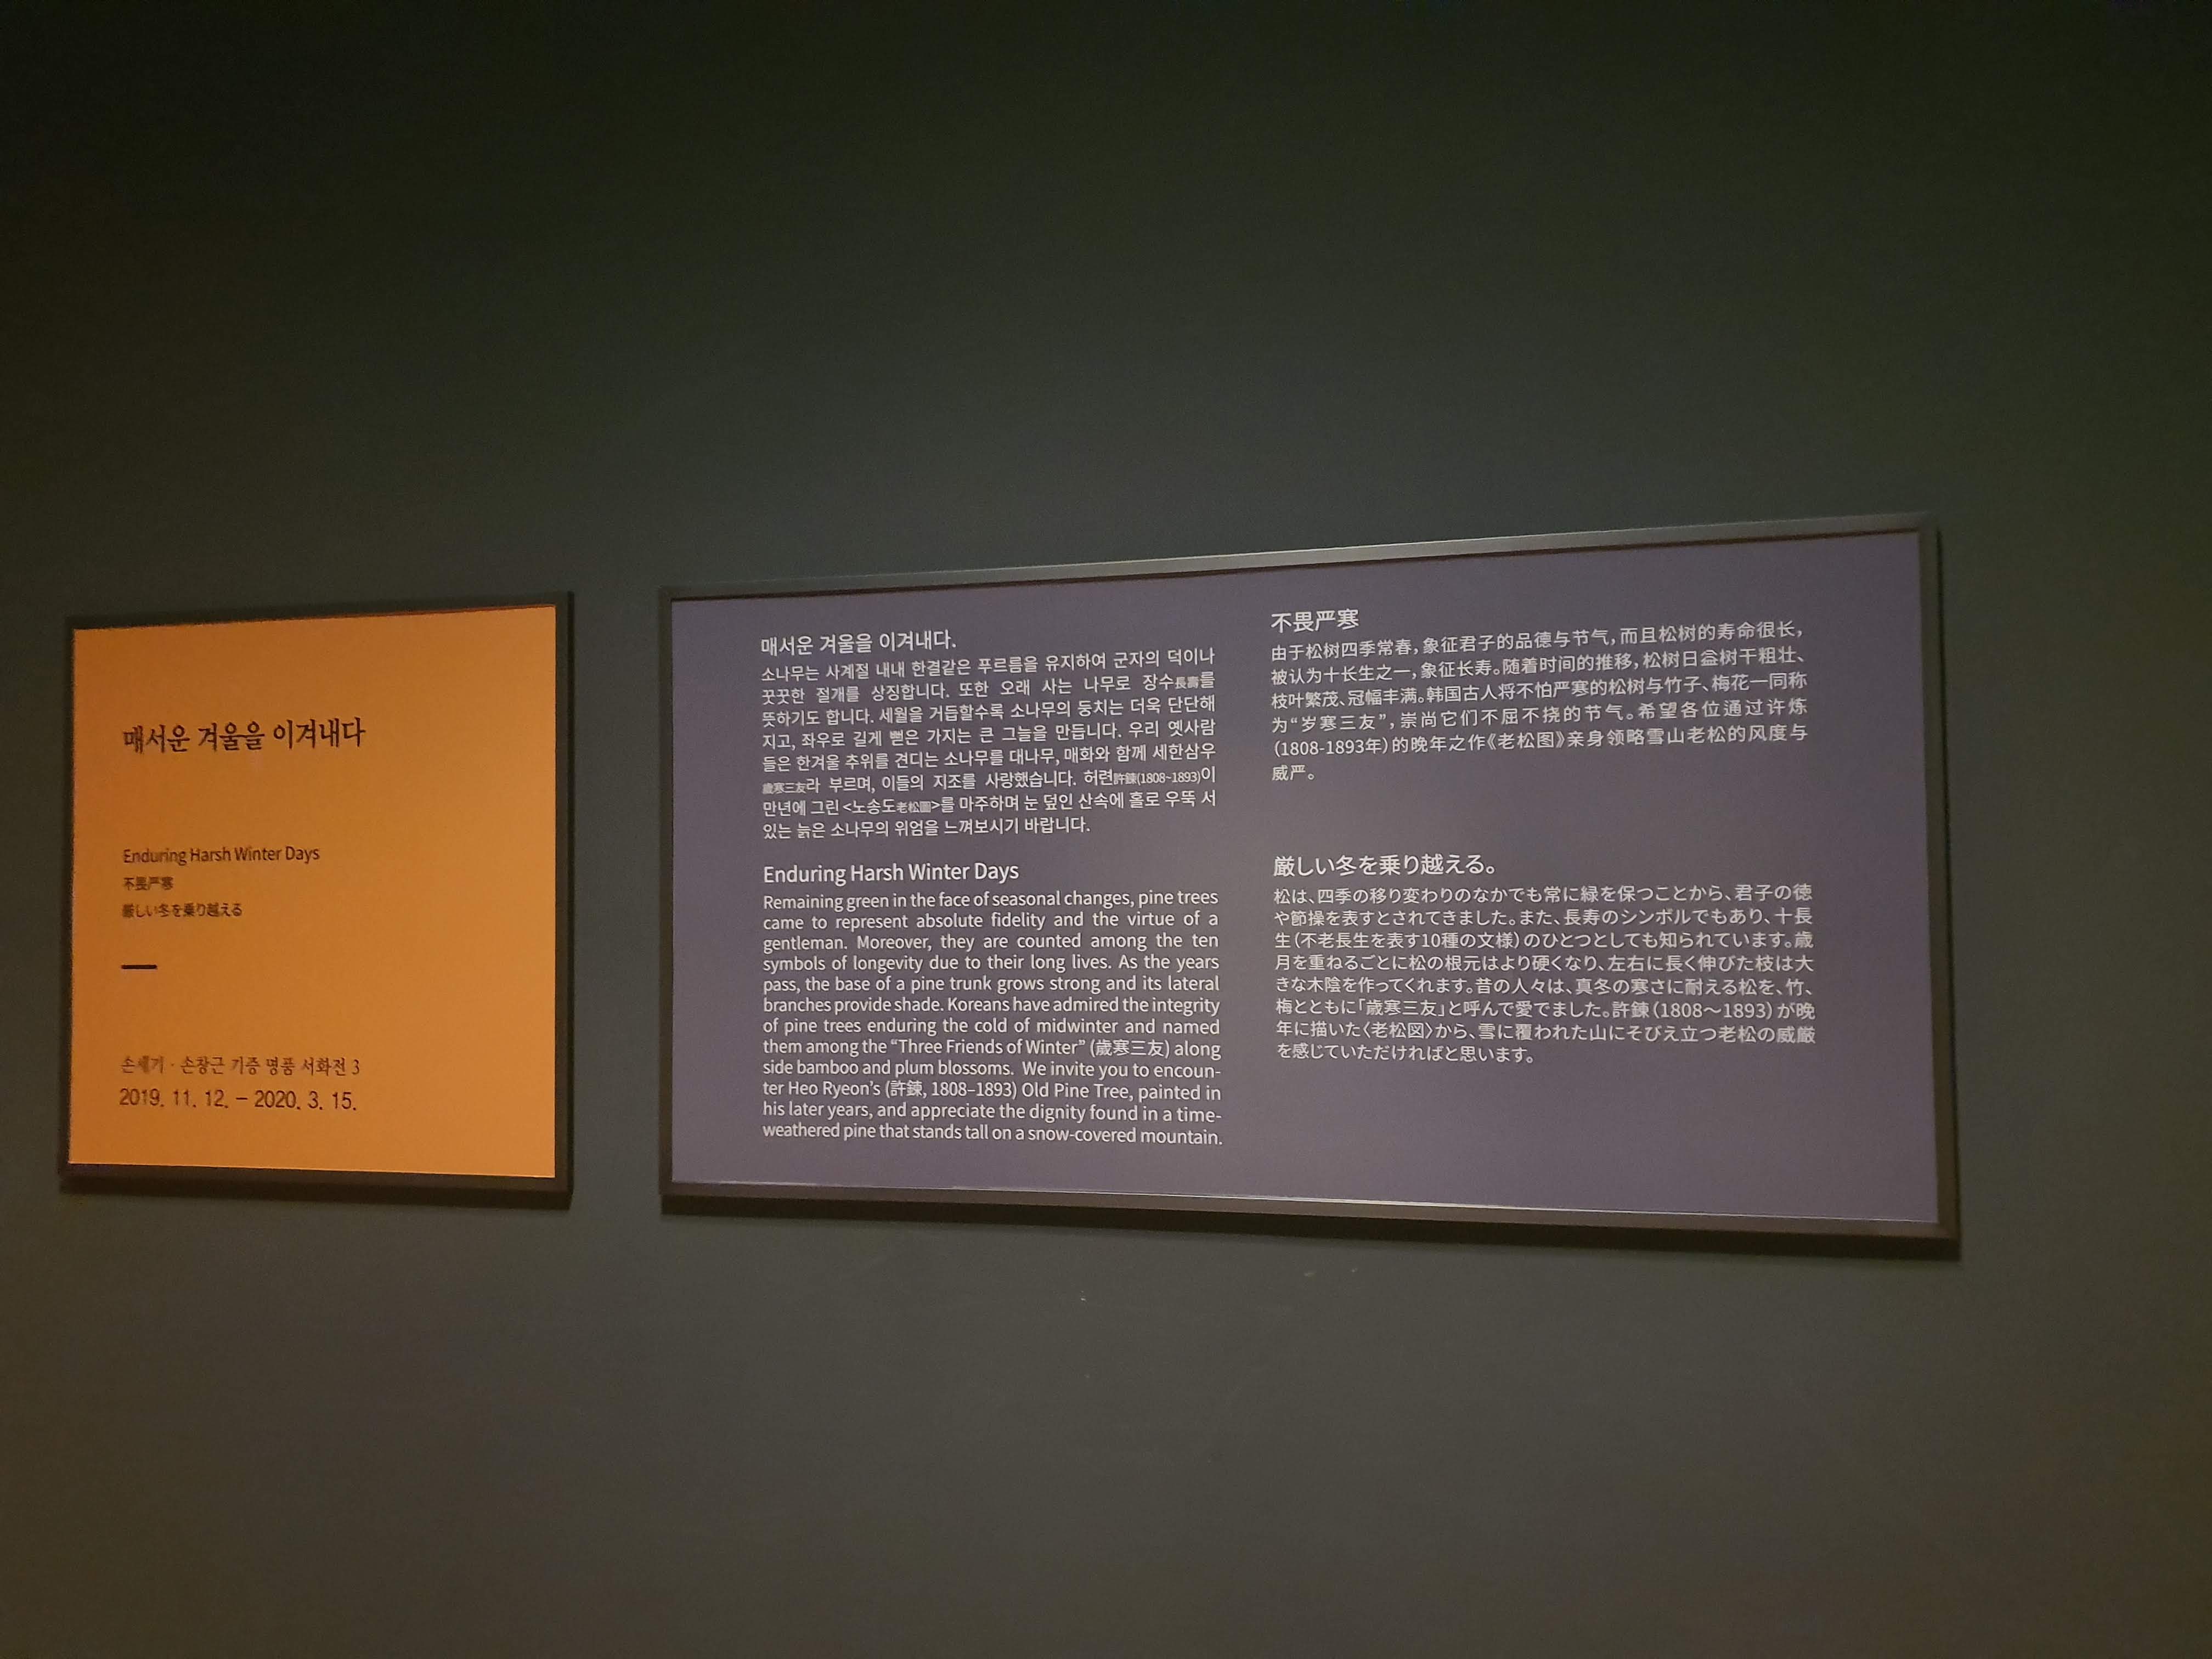 매서운 겨울을 이겨내다
Enduring Harsh Winter Days
不畏严寒
厳しい冬を乗り越える
손세기 · 손창근 기증 명품 서화전 3
2019. 11. 12. – 2020. 3. 15.
매서운 겨울을 이겨내다.
소나무는 사계절 내내 한결같은 푸르름을 유지하여 군자의 덕이나
꿋꿋한 절개를 상징합니다. 또한 오래 사는 나무로 장수長壽를
뜻하기도 합니다. 세월을 거듭할수록 소나무의 둥치는 더욱 단단해
지고, 좌우로 길게 뻗은 가지는 큰 그늘을 만듭니다. 우리 옛사람
들은 한겨울 추위를 견디는 소나무를 대나무, 매화와 함께 세한삼우
歲寒三友라 부르며, 이들의 지조를 사랑했습니다. 허련許鍊(1808~1893)이
만년에 그린 <노송도老松圖>를 마주하며 눈 덮인 산속에 홀로 우뚝 서
있는 늙은 소나무의 위엄을 느껴보시기 바랍니다.
Enduring Harsh Winter Days
Remaining green in the face of seasonal changes, pine trees
came to represent absolute fidelity and the virtue of a
gentleman. Moreover, they are counted among the ten
symbols of longevity due to their long lives. As the years
pass, the base of a pine trunk grows strong and its lateral
branches provide shade. Koreans have admired the integrity
of pine trees enduring the cold of midwinter and named
them among the “Three Friends of Winter” (歲寒三友) along
side bamboo and plum blossoms. We invite you to encoun-
ter Heo Ryeon’s (許鍊, 1808–1893) Old Pine Tree, painted in
his later years, and appreciate the dignity found in a time-
weathered pine that stands tall on a snow-covered mountain.
不畏严寒
由于松树四季常春，象征君子的品德与节气，而且松树的寿命很长，
被认为十长生之一，象征长寿。随着时间的推移，松树日益树干粗壮、
枝叶繁茂、冠幅丰满。韩国古人将不怕严寒的松树与竹子、梅花一同称
为“岁寒三友”，崇尚它们不屈不挠的节气。希望各位通过许炼
（1808-1893年）的晚年之作《老松图》亲身领略雪山老松的风度与
威严。
厳しい冬を乗り越える。
松は、四季の移り変わりのなかでも常に緑を保つことから、君子の徳
や節操を表すとされてきました。また、長寿のシンボルでもあり、十長
生（不老長生を表す10種の文様）のひとつとしても知られています。歳
月を重ねるごとに松の根元はより硬くなり、左右に長く伸びた枝は大
きな木陰を作ってくれます。昔の人々は、真冬の寒さに耐える松を、竹、
梅とともに「歳寒三友」と呼んで愛でました。許錬（1808～1893）が晩
年に描いた〈老松図〉から、雪に覆われた山にそびえ立つ老松の威厳
を感じていただければと思います。